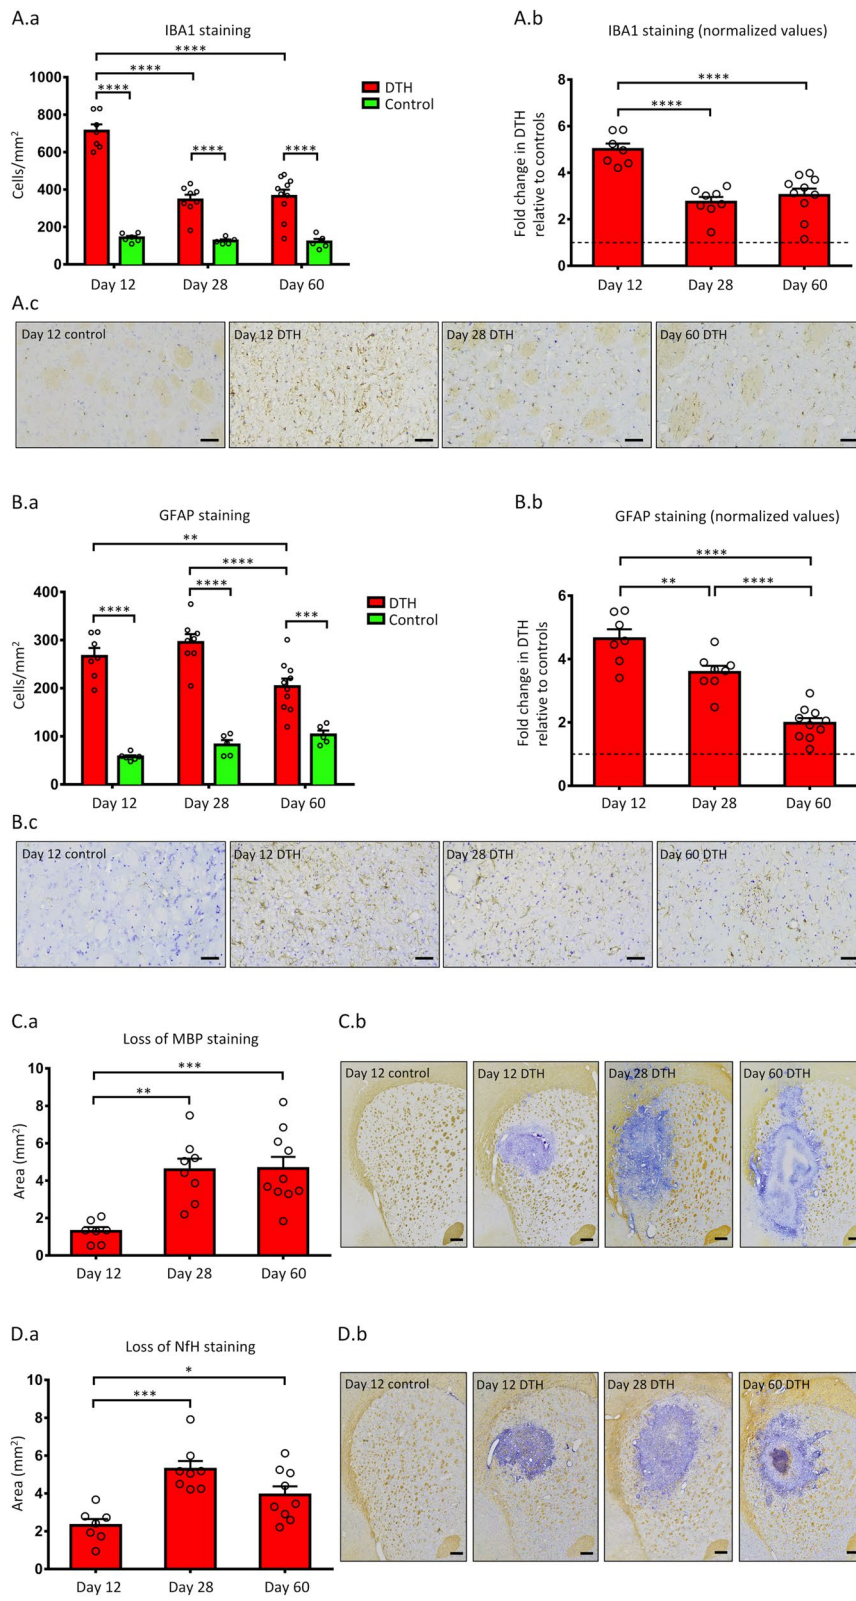 A.a
IBA1 staining
****
****
****
****
****
1000
800
600
400
200
0
Cells/mm²
DTH
Control
Day 12
Day 28
Day 60
A.b
IBA1 staining (normalized values)
****
****
8
6
4
2
0
Fold change in DTH
relative to controls
Day 12
Day 28
Day 60
A.c
Day 12 control
Day 12 DTH
Day 28 DTH
Day 60 DTH
B.a
GFAP staining
**
****
****
****
***
400
300
200
100
0
Cells/mm²
DTH
Control
Day 12
Day 28
Day 60
B.b
GFAP staining (normalized values)
****
**
****
6
4
2
0
Fold change in DTH
relative to controls
Day 12
Day 28
Day 60
B.c
Day 12 control
Day 12 DTH
Day 28 DTH
Day 60 DTH
C.a
Loss of MBP staining
***
**
10
8
6
4
2
0
Area (mm²)
Day 12
Day 28
Day 60
C.b
Day 12 control
Day 12 DTH
Day 28 DTH
Day 60 DTH
D.a
Loss of NfH staining
*
***
10
8
6
4
2
0
Area (mm²)
Day 12
Day 28
Day 60
D.b
Day 12 control
Day 12 DTH
Day 28 DTH
Day 60 DTH